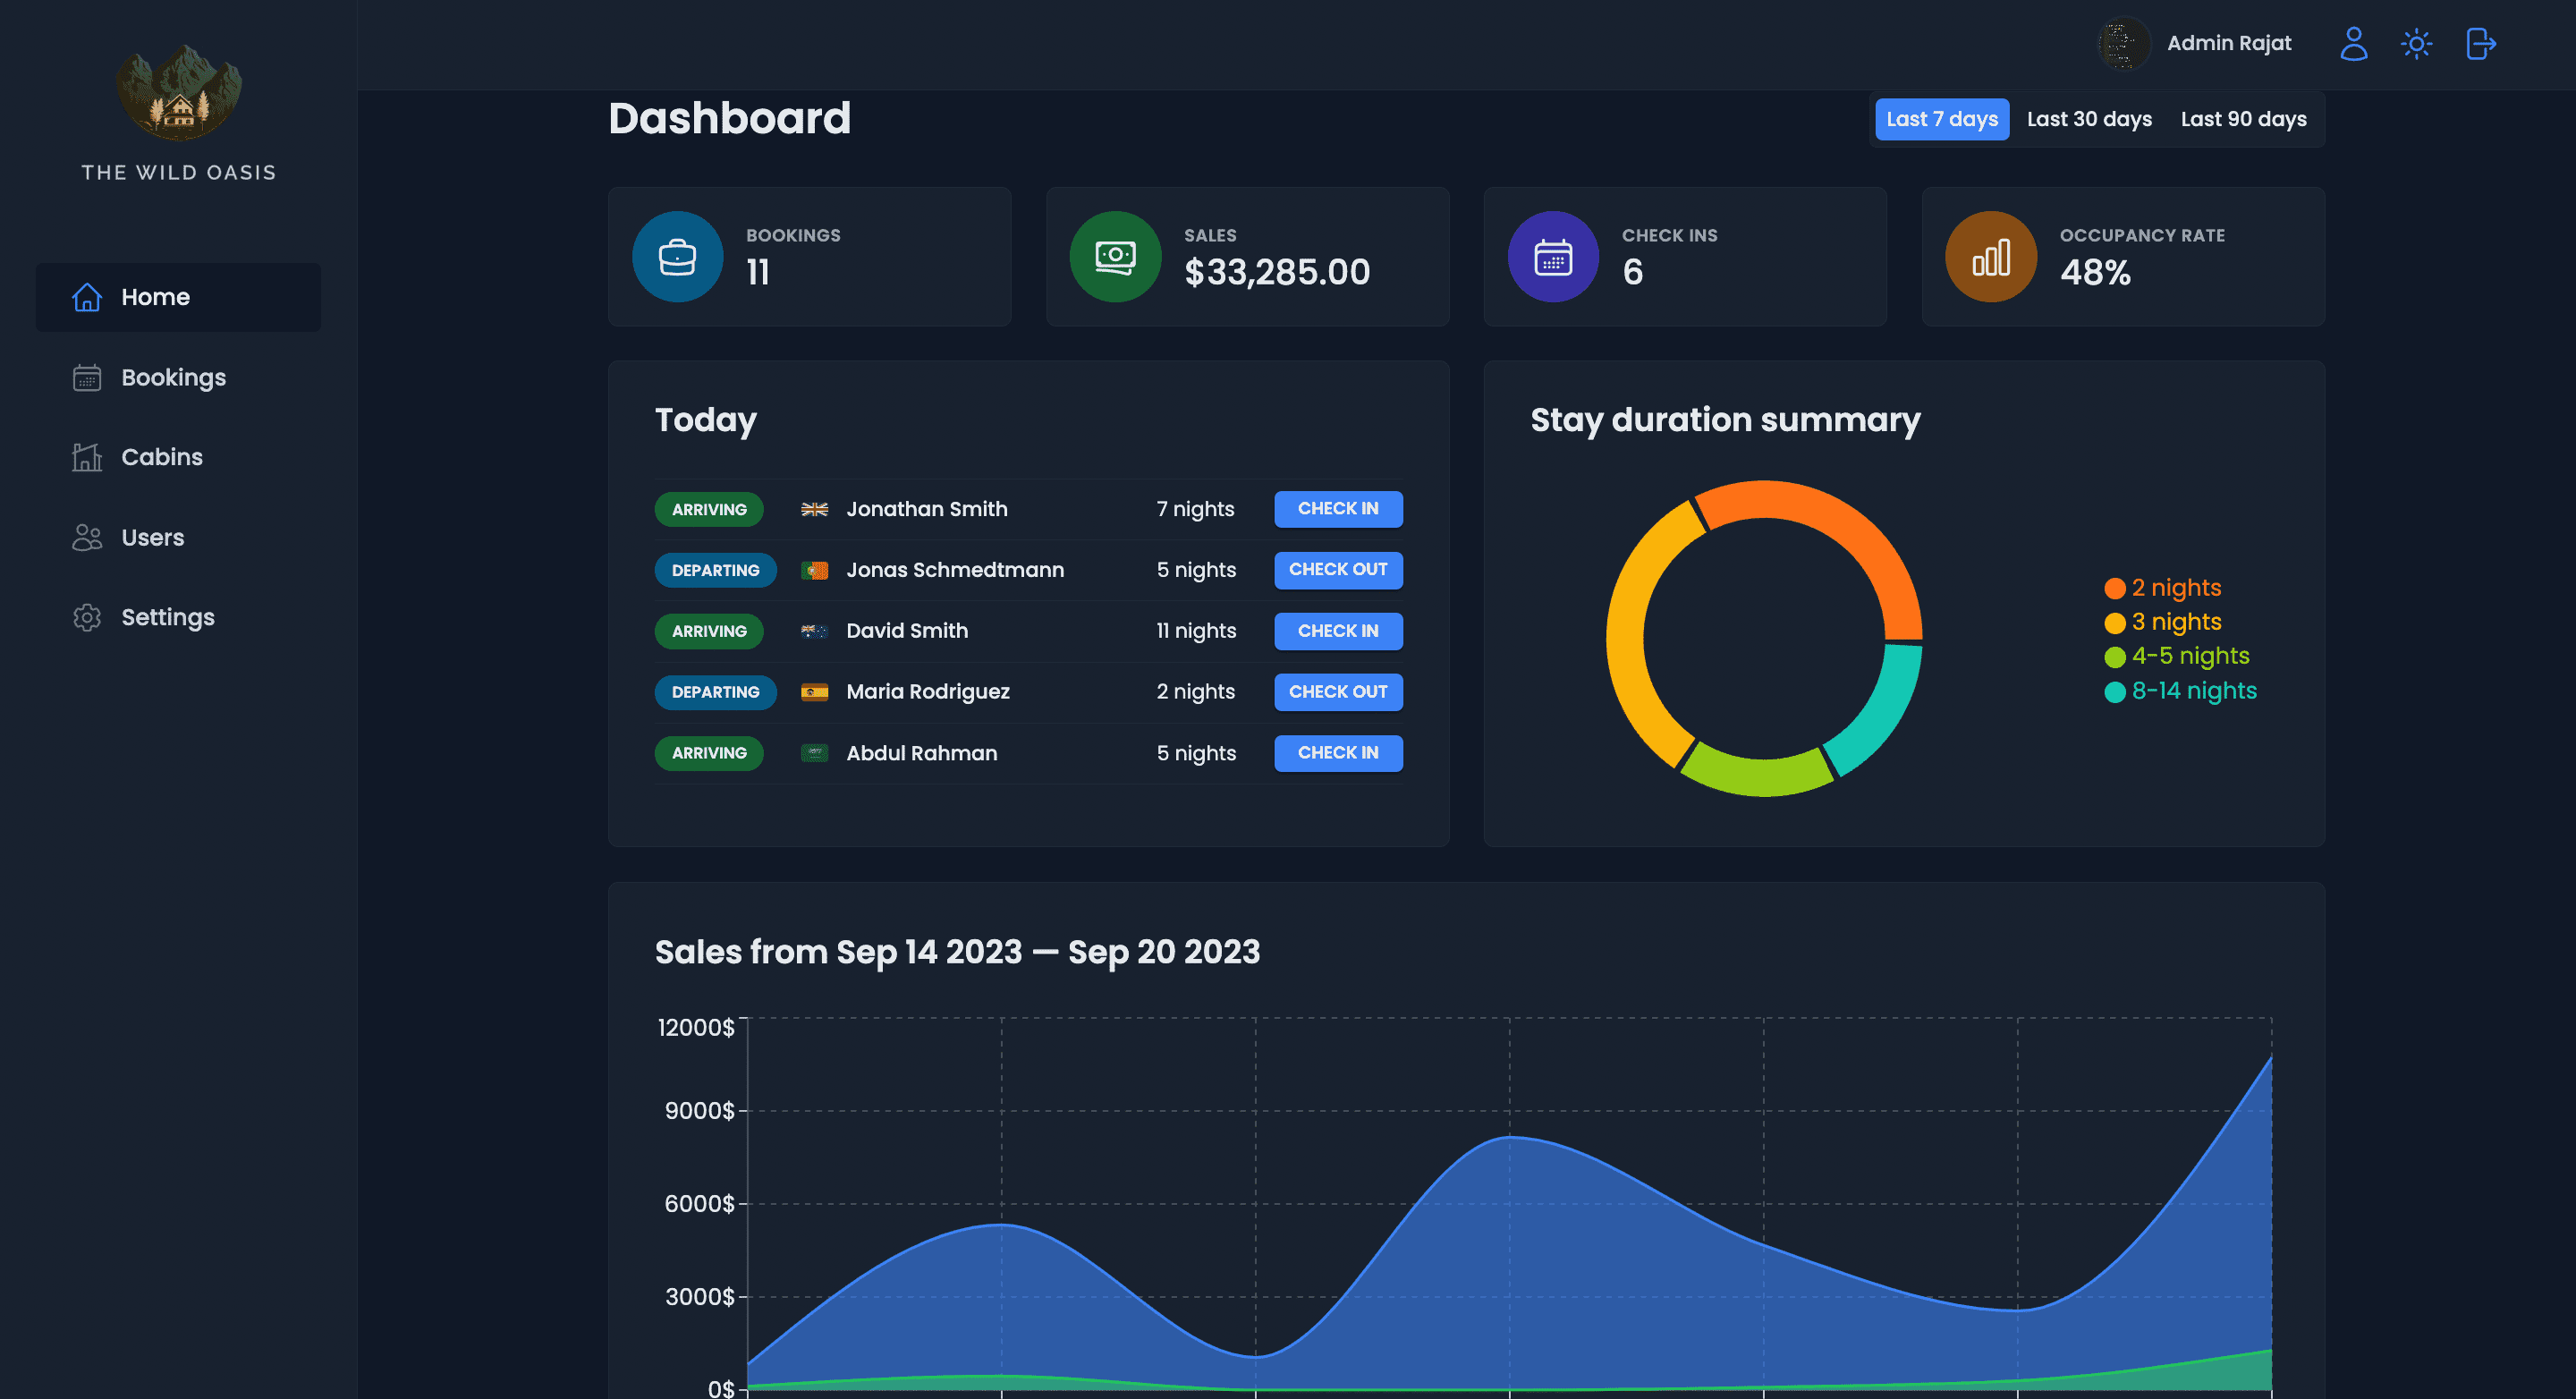 THE WILD OASIS
Home
Bookings
Cabins
Users
Settings
Admin Rajat
Dashboard
Last 7 days Last 30 days Last 90 days
BOOKINGS
11
SALES
$33,285.00
CHECK INS
6
OCCUPANCY RATE
48%
Today
ARRIVING Jonathan Smith 7 nights CHECK IN
DEPARTING Jonas Schmedtmann 5 nights CHECK OUT
ARRIVING David Smith 11 nights CHECK IN
DEPARTING Maria Rodriguez 2 nights CHECK OUT
ARRIVING Abdul Rahman 5 nights CHECK IN
Stay duration summary
2 nights
3 nights
4-5 nights
8-14 nights
Sales from Sep 14 2023 — Sep 20 2023
12000$
9000$
6000$
3000$
0$